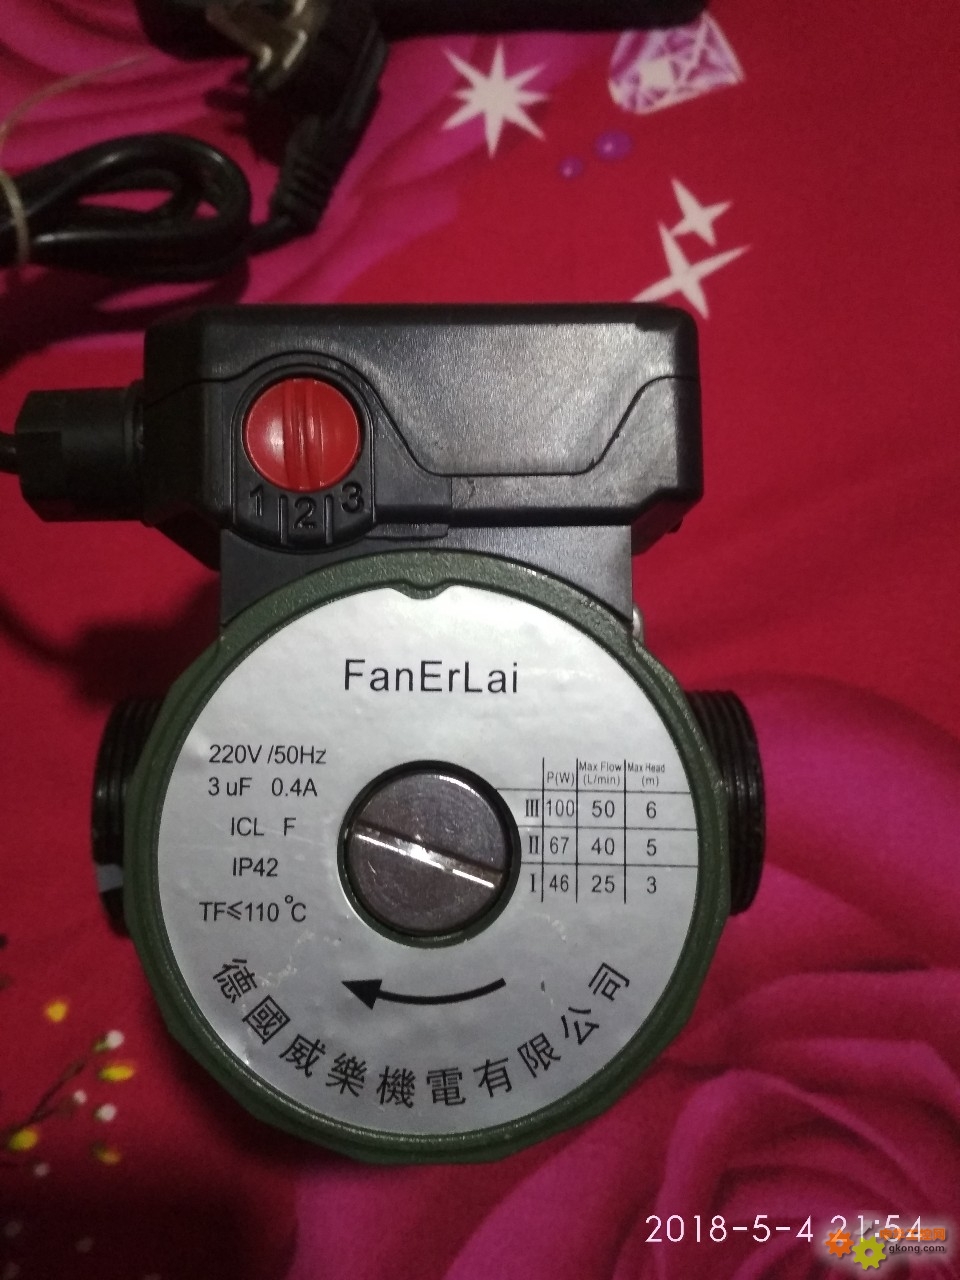 1 2 3
FanErLai
220V /50Hz
3 uF 0.4A
ICL F
IP42
TF≤110 °C
P(W) Max Flow (L/min) Max Head (m)
III 100 50 6
II 67 40 5
I 46 25 3
德國威樂機電有限公司
2018-5-4 21:54
gkong.com